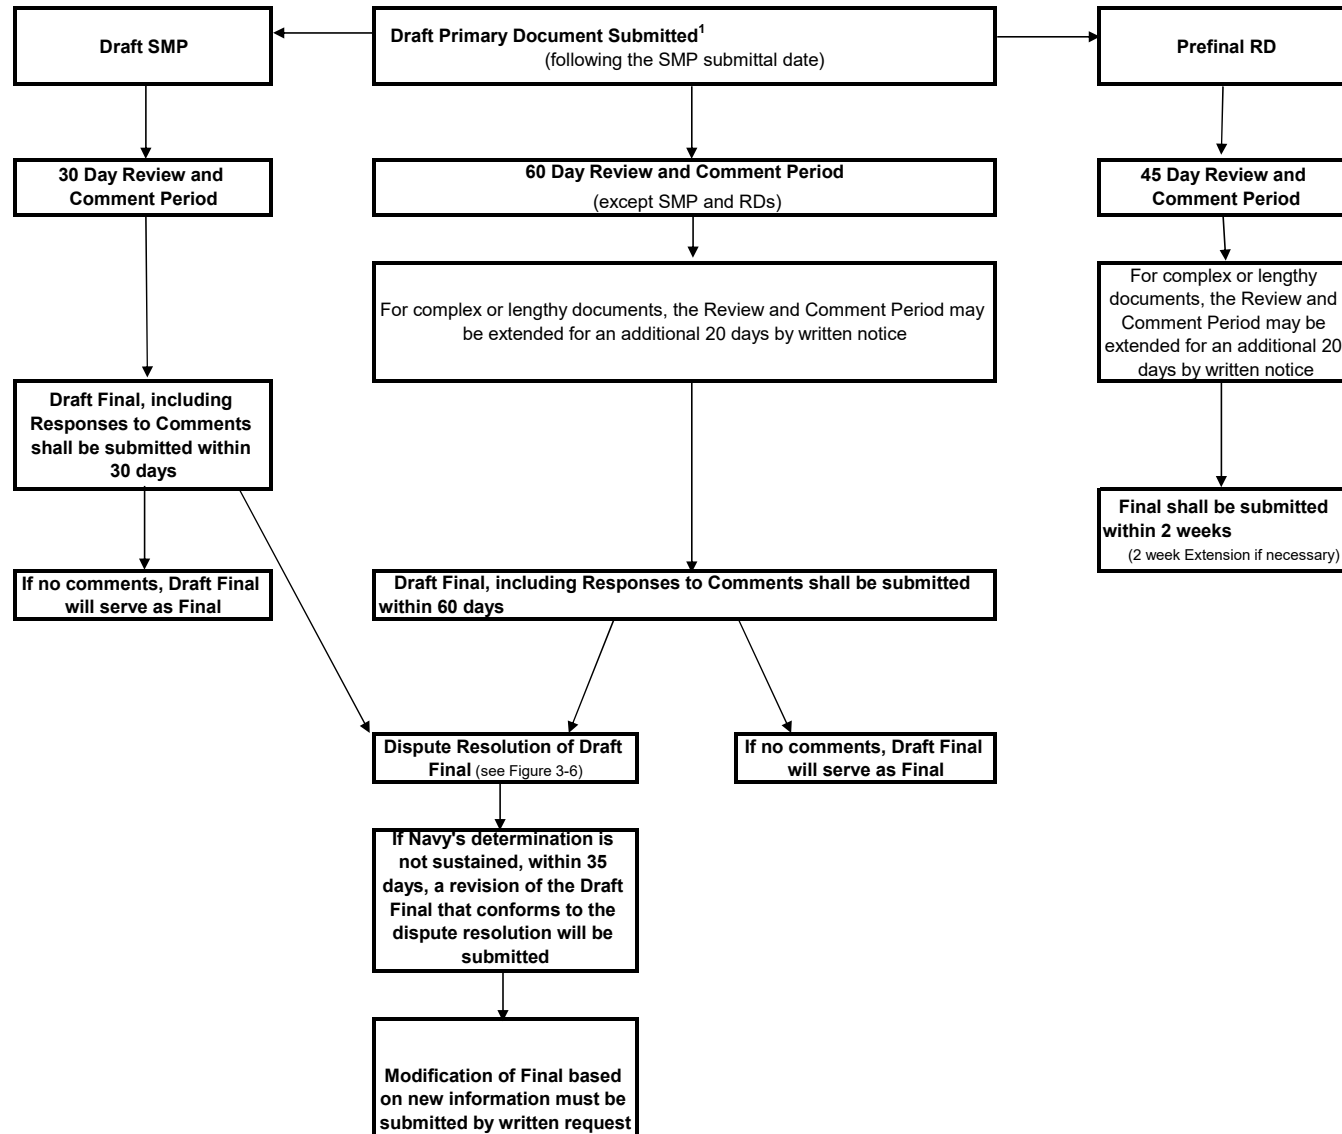 Draft SMP
Draft Primary Document Submitted1
(following the SMP submittal date)
Prefinal RD
30 Day Review and
Comment Period
60 Day Review and Comment Period
(except SMP and RDs)
45 Day Review and
Comment Period
For complex or lengthy documents, the Review and Comment Period may
be extended for an additional 20 days by written notice
For complex or lengthy
documents, the Review and
Comment Period may be
extended for an additional 20
days by written notice
Draft Final, including
Responses to Comments
shall be submitted within
30 days
Final shall be submitted
within 2 weeks
(2 week Extension if necessary)
If no comments, Draft Final
will serve as Final
Draft Final, including Responses to Comments shall be submitted
within 60 days
Dispute Resolution of Draft
Final (see Figure 3-6)
If no comments, Draft Final
will serve as Final
If Navy's determination is
not sustained, within 35
days, a revision of the Draft
Final that conforms to the
dispute resolution will be
submitted
Modification of Final based
on new information must be
submitted by written request